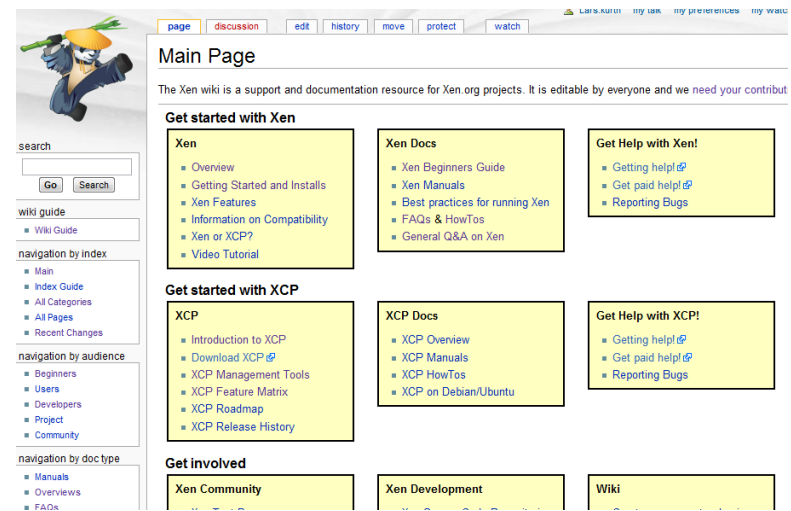 Lars.kurth my talk my preferences my watc
page discussion edit history move protect watch
Main Page
The Xen wiki is a support and documentation resource for Xen.org projects. It is editable by everyone and we need your contribut
search
Go Search
wiki guide
Wiki Guide
navigation by index
Main
Index Guide
All Categories
All Pages
Recent Changes
navigation by audience
Beginners
Users
Developers
Project
Community
navigation by doc type
Manuals
Overviews
FAQs
Get started with Xen
Xen
Overview
Getting Started and Installs
Xen Features
Information on Compatibility
Xen or XCP?
Video Tutorial
Xen Docs
Xen Beginners Guide
Xen Manuals
Best practices for running Xen
FAQs & HowTos
General Q&A on Xen
Get Help with Xen!
Getting help!
Get paid help!
Reporting Bugs
Get started with XCP
XCP
Introduction to XCP
Download XCP
XCP Management Tools
XCP Feature Matrix
XCP Roadmap
XCP Release History
XCP Docs
XCP Overview
XCP Manuals
XCP HowTos
XCP on Debian/Ubuntu
Get Help with XCP!
Getting help!
Get paid help!
Reporting Bugs
Get involved
Xen Community
Xen Development
Wiki